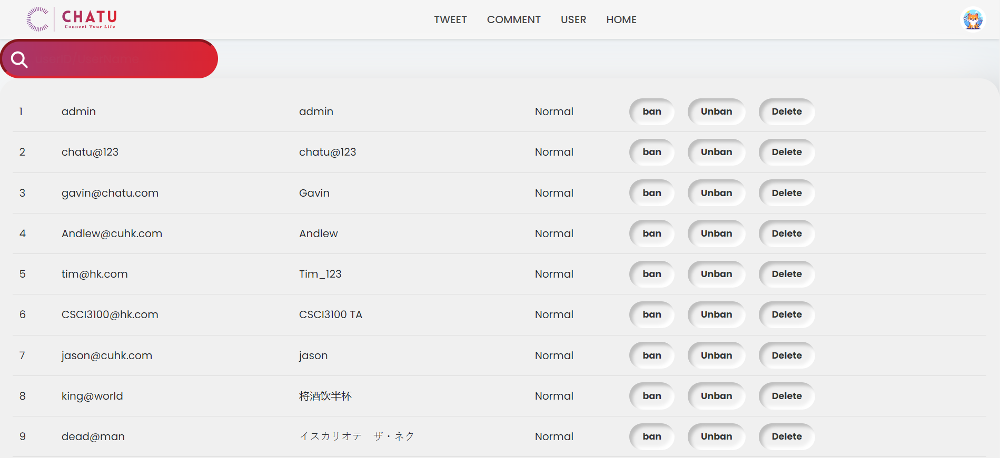 CHATU
Connect Your Life
TWEET COMMENT USER HOME
UserID/UserName
1 admin admin Normal ban Unban Delete
2 chatu@123 chatu@123 Normal ban Unban Delete
3 gavin@chatu.com Gavin Normal ban Unban Delete
4 Andlew@cuhk.com Andlew Normal ban Unban Delete
5 tim@hk.com Tim_123 Normal ban Unban Delete
6 CSCI3100@hk.com CSCI3100 TA Normal ban Unban Delete
7 jason@cuhk.com jason Normal ban Unban Delete
8 king@world 将酒饮半杯 Normal ban Unban Delete
9 dead@man イスカリオテ　ザ・ネク Normal ban Unban Delete